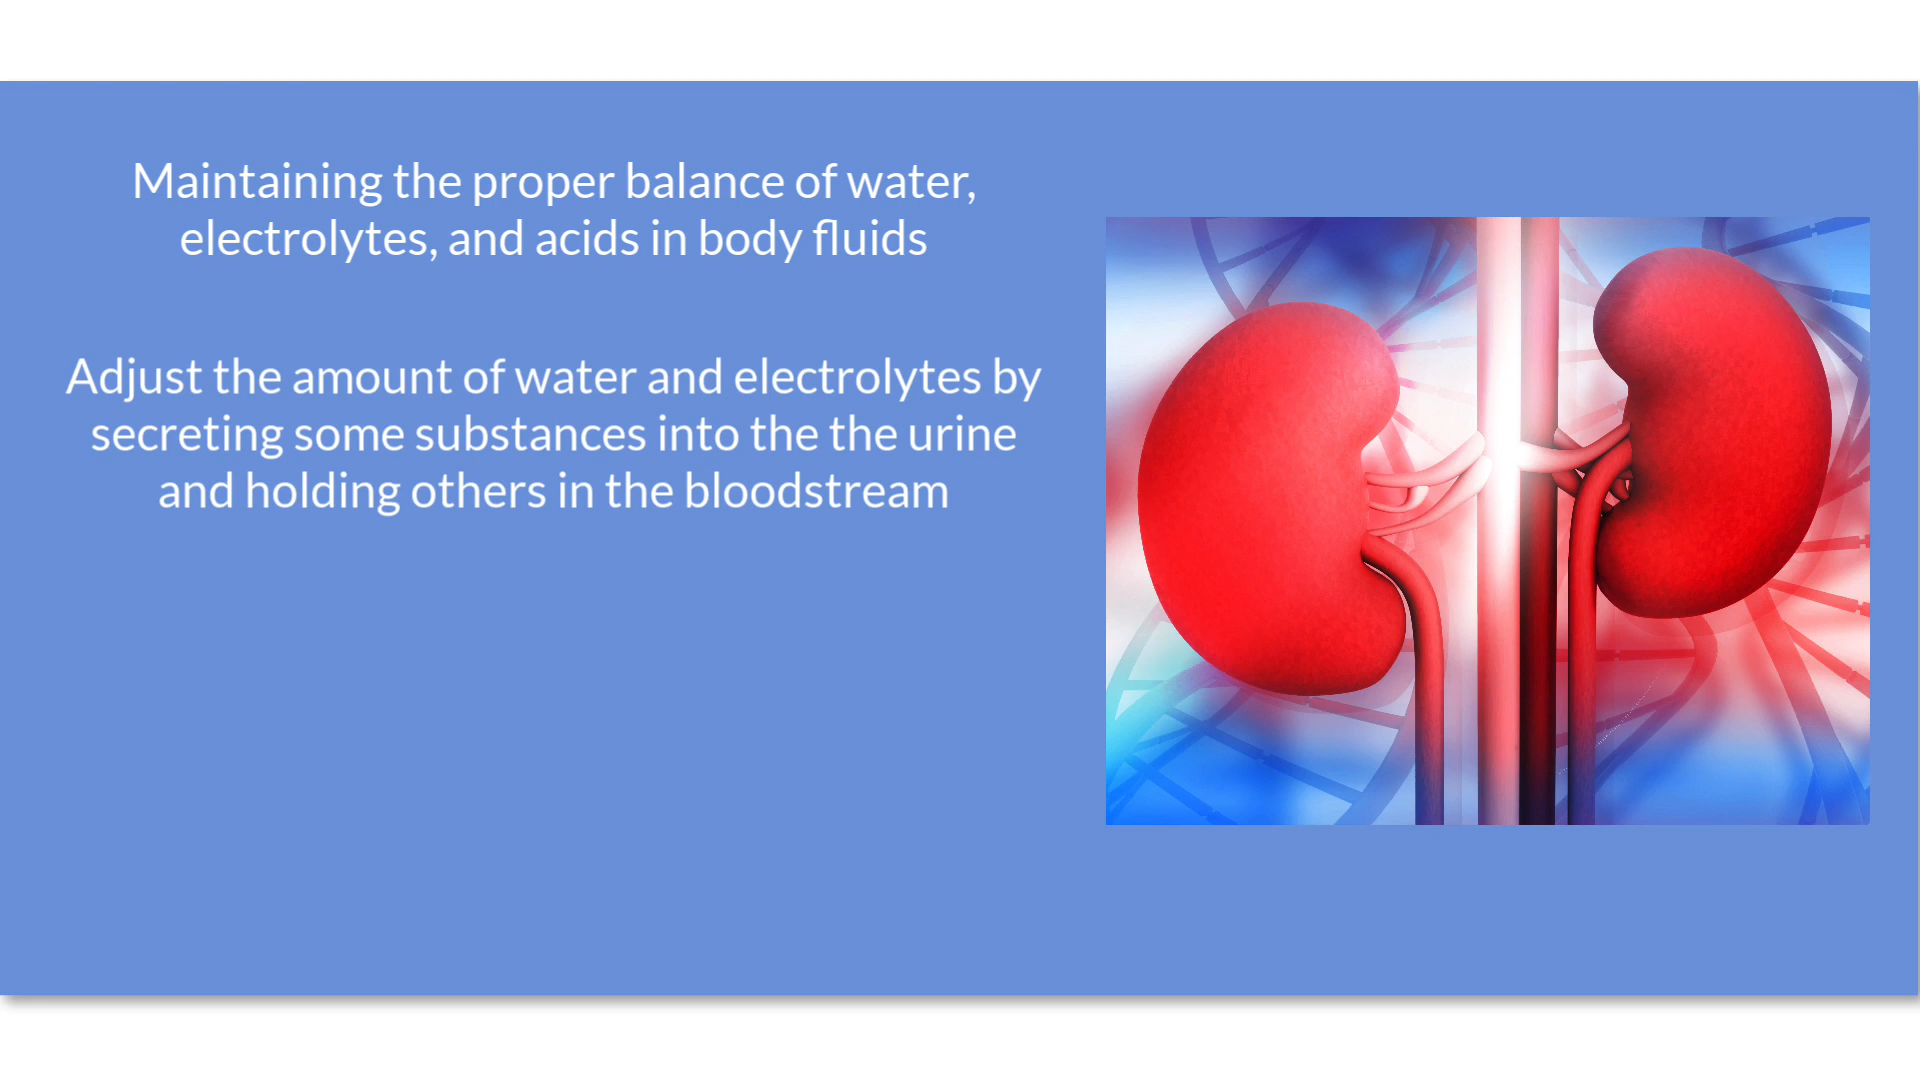 Maintaining the proper balance of water,
electrolytes, and acids in body fluids
Adjust the amount of water and electrolytes by
secreting some substances into the the urine
and holding others in the bloodstream